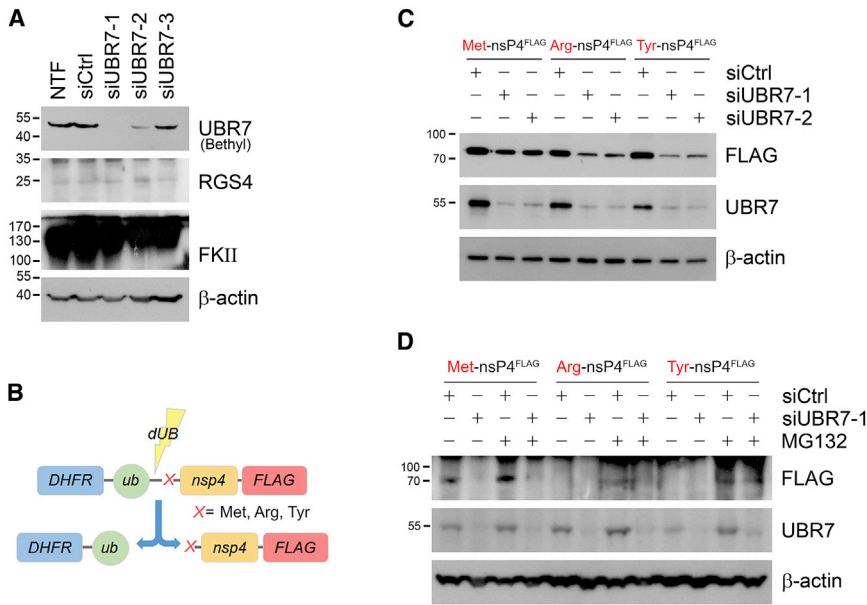 A
NTF siCtrl siUBR7-1 siUBR7-2 siUBR7-3
55
40
UBR7
(Bethyl)
35
25
RGS4
170
130
100
FKII
55
40
β-actin
B
dUB
DHFR ub X nsp4 FLAG
X= Met, Arg, Tyr
DHFR ub X nsp4 FLAG
C
Met-nsP4FLAG Arg-nsP4FLAG Tyr-nsP4FLAG
+ − − + − − + − − siCtrl
− + − − + − − + − siUBR7-1
− − + − − + − − + siUBR7-2
100
70
FLAG
55
UBR7
β-actin
D
Met-nsP4FLAG Arg-nsP4FLAG Tyr-nsP4FLAG
+ − + − + − + − + − + − siCtrl
− + − + − + − + − + − + siUBR7-1
− − + + − − + + − − + + MG132
100
70
FLAG
55
UBR7
β-actin